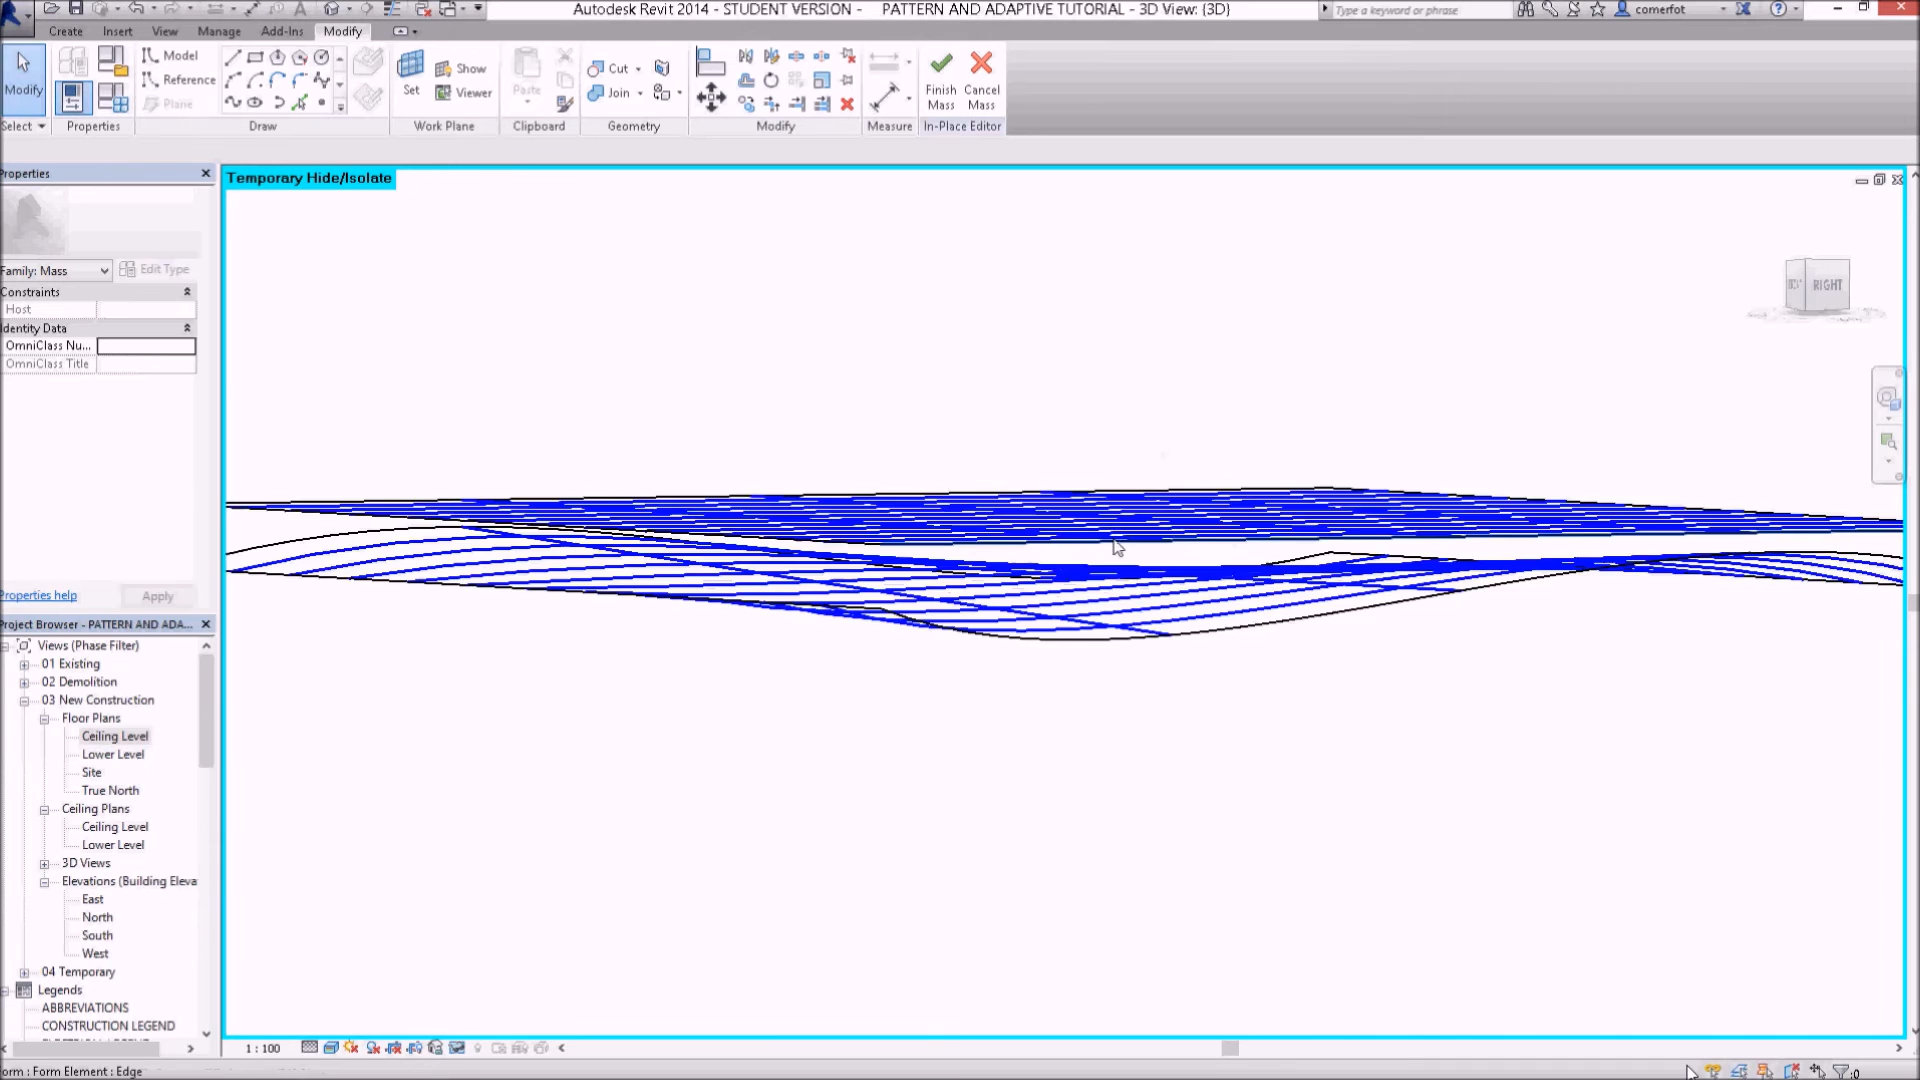 Autodesk Revit 2014 - STUDENT VERSION - PATTERN AND ADAPTIVE TUTORIAL - 3D View: {3D}
Type a keyword or phrase
comerfot
Create Insert View Manage Add-Ins Modify
Modify
Select
Properties
Model
Reference
Plane
Draw
Set
Show
Viewer
Work Plane
Paste
Clipboard
Cut
Join
Geometry
Modify
Measure
Finish Mass
Cancel Mass
In-Place Editor
Properties
Family: Mass
Edit Type
Constraints
Host
Identity Data
OmniClass Nu...
OmniClass Title
Properties help
Apply
Project Browser - PATTERN AND ADA...
Views (Phase Filter)
01 Existing
02 Demolition
03 New Construction
Floor Plans
Ceiling Level
Lower Level
Site
True North
Ceiling Plans
Ceiling Level
Lower Level
3D Views
Elevations (Building Eleva
East
North
South
West
04 Temporary
Legends
ABBREVIATIONS
CONSTRUCTION LEGEND
Temporary Hide/Isolate
RIGHT
1 : 100
orm : Form Element : Edge
:0